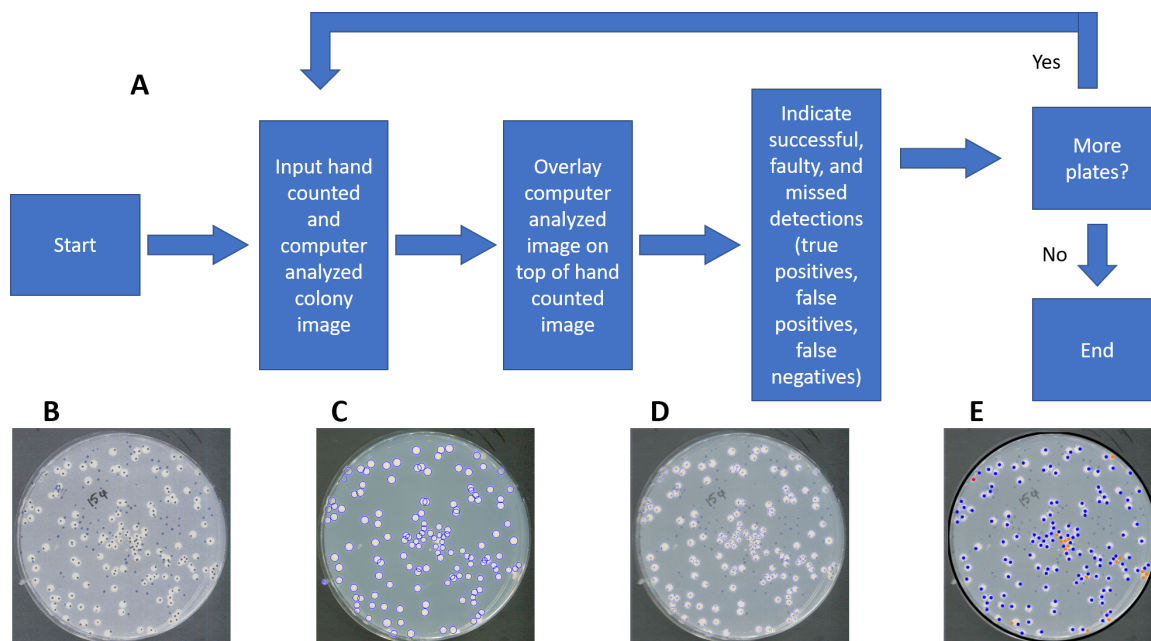 Yes
A
Start
Input hand
counted
and
computer
analyzed
colony
image
Overlay
computer
analyzed
image on
top of hand
counted
image
Indicate
successful,
faulty, and
missed
detections
(true
positives,
false
positives,
false
negatives)
More
plates?
No
End
B
C
D
E
154
154
154